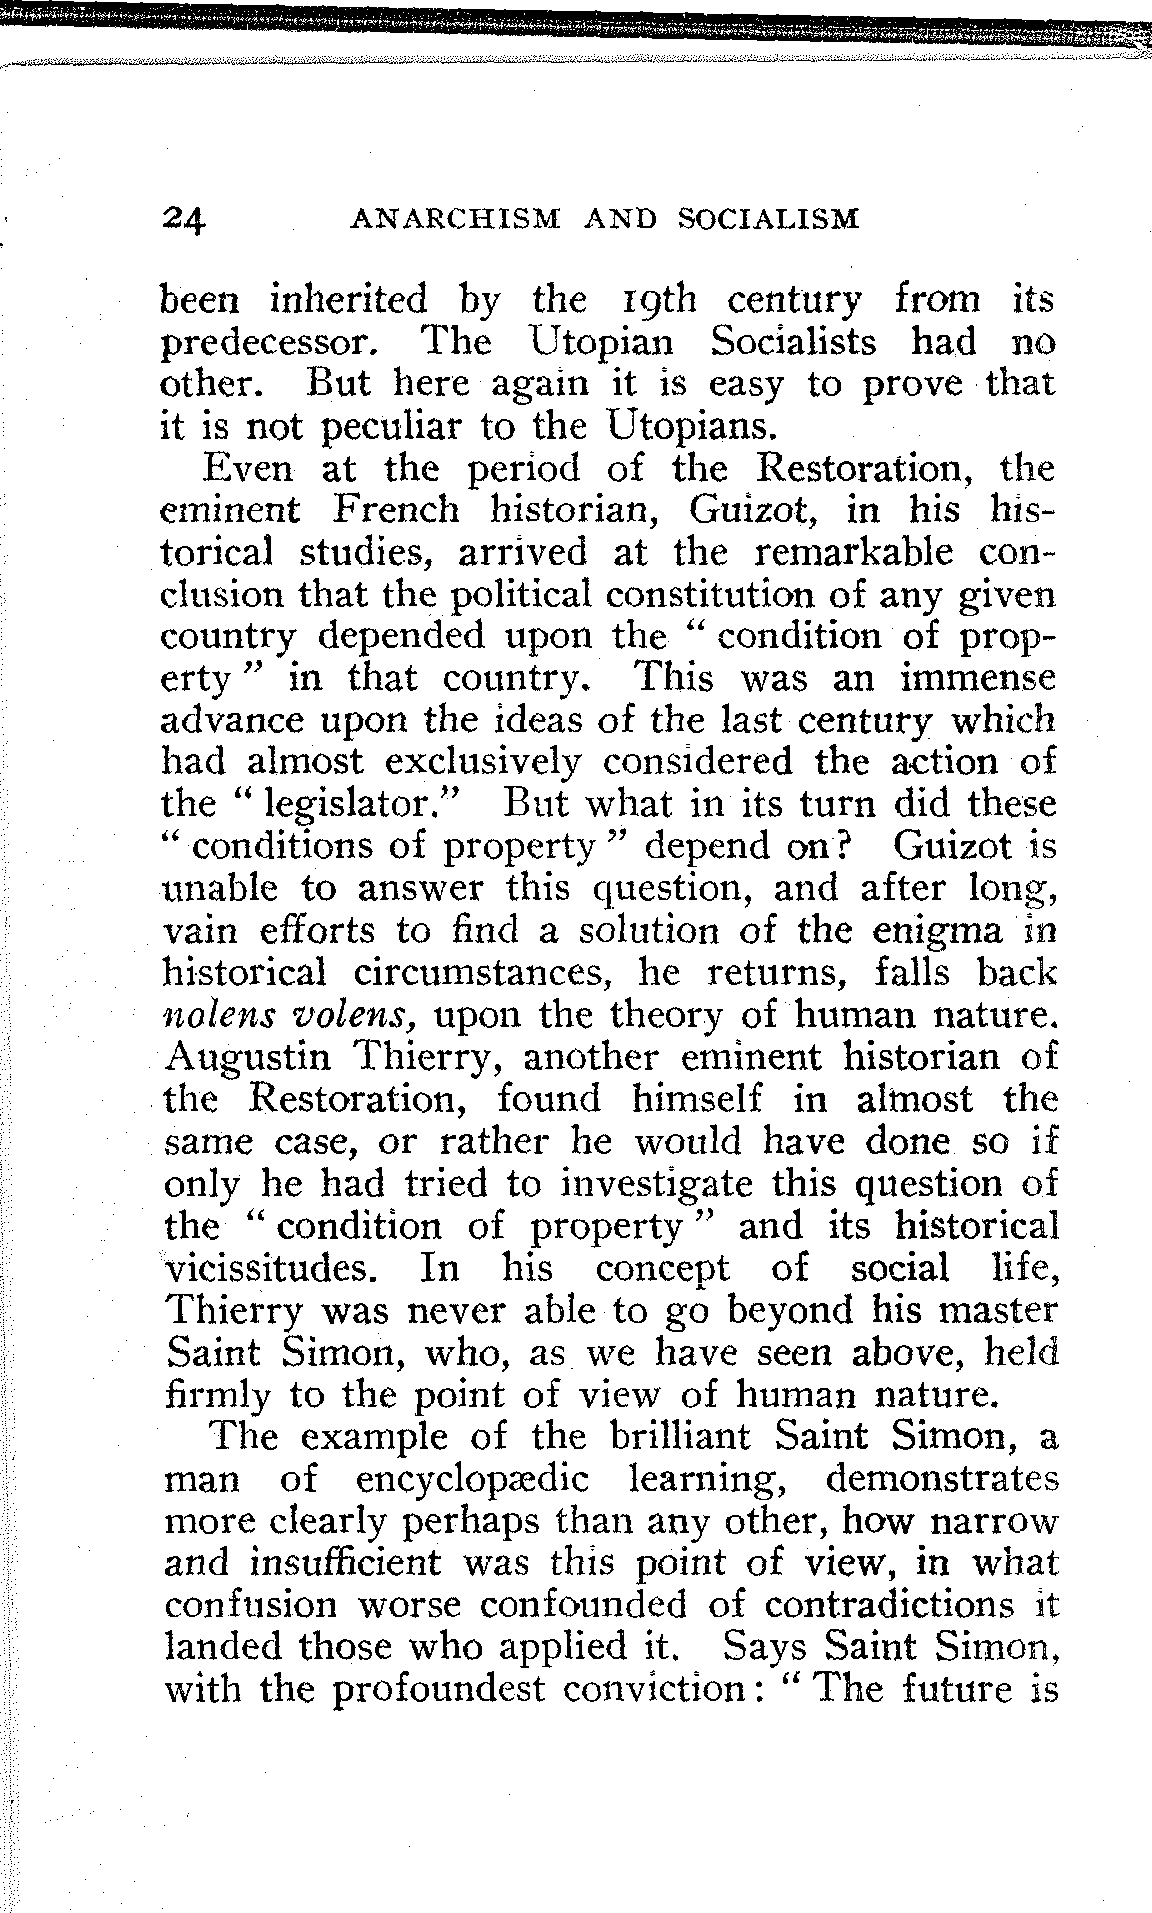 24 ANARCHISM AND SOCIALISM
been inherited by the 19th century from its
predecessor. The Utopian Socialists had no
other. But here again it is easy to prove that
it is not peculiar to the Utopians.
Even at the period of the Restoration, the
eminent French historian, Guizot, in his his-
torical studies, arrived at the remarkable con-
clusion that the political constitution of any given
country depended upon the “ condition of prop-
erty ” in that country. This was an immense
advance upon the ideas of the last century which
had almost exclusively considered the action of
the “ legislator.” But what in its turn did these
“ conditions of property ” depend on? Guizot is
unable to answer this question, and after long,
vain efforts to find a solution of the enigma in
historical circumstances, he returns, falls back
nolens volens, upon the theory of human nature.
Augustin Thierry, another eminent historian of
the Restoration, found himself in almost the
same case, or rather he would have done so if
only he had tried to investigate this question of
the “ condition of property ” and its historical
vicissitudes. In his concept of social life,
Thierry was never able to go beyond his master
Saint Simon, who, as we have seen above, held
firmly to the point of view of human nature.
The example of the brilliant Saint Simon, a
man of encyclopædic learning, demonstrates
more clearly perhaps than any other, how narrow
and insufficient was this point of view, in what
confusion worse confounded of contradictions it
landed those who applied it. Says Saint Simon,
with the profoundest conviction : “ The future is